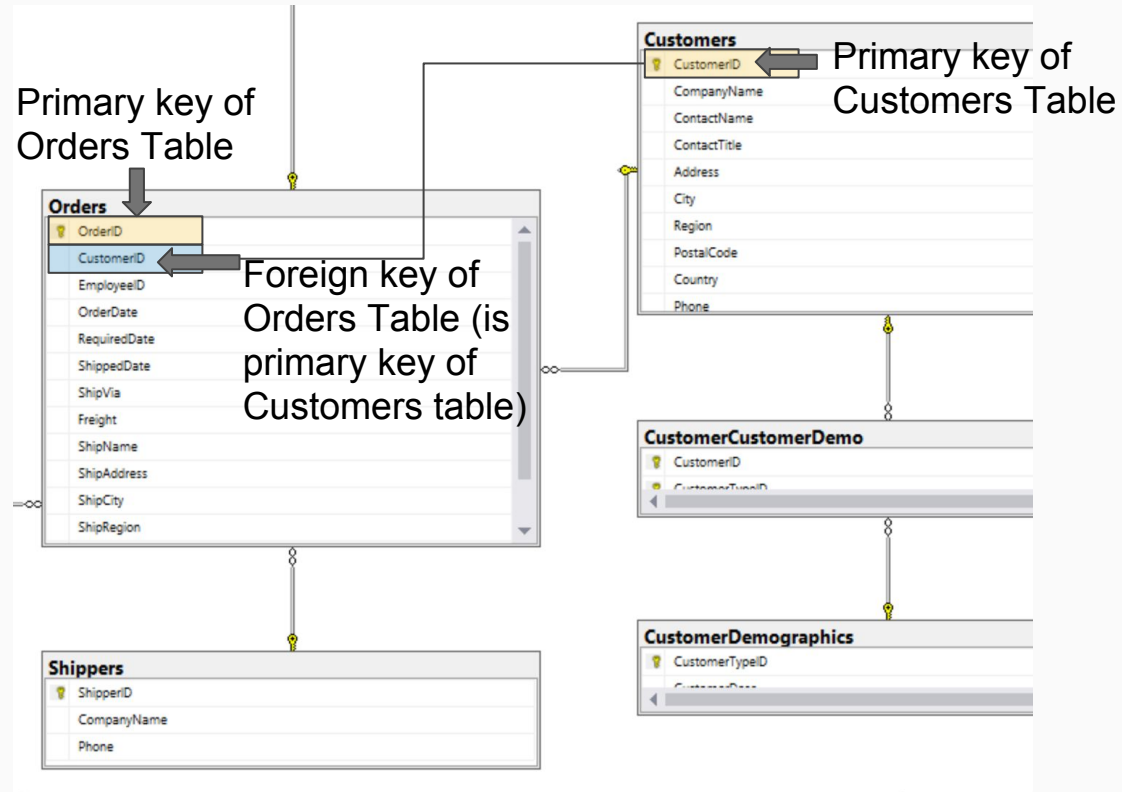 Customers
CustomerID
CompanyName
ContactName
ContactTitle
Address
City
Region
PostalCode
Country
Phone
Primary key of
Customers Table
Primary key of
Orders Table
Orders
OrderID
CustomerID
EmployeeID
OrderDate
RequiredDate
ShippedDate
ShipVia
Freight
ShipName
ShipAddress
ShipCity
ShipRegion
Foreign key of
Orders Table (is
primary key of
Customers table)
CustomerCustomerDemo
CustomerID
CustomerTypeID
Shippers
ShipperID
CompanyName
Phone
CustomerDemographics
CustomerTypeID
CustomerDesc